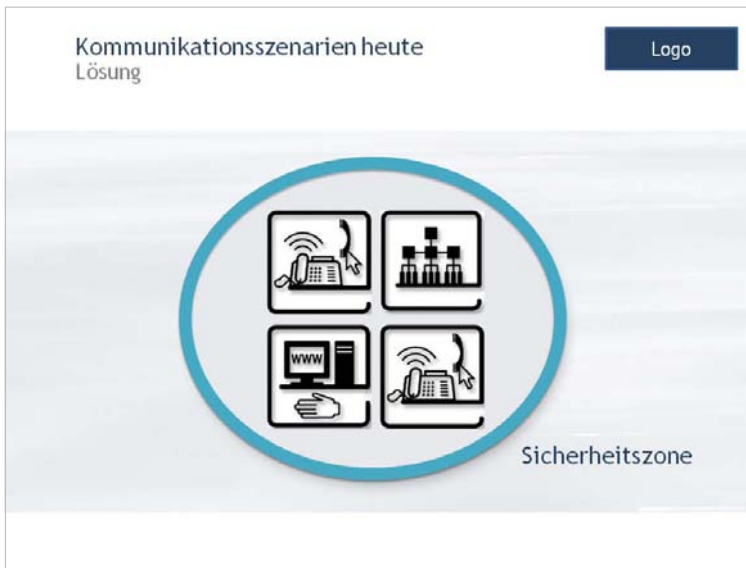 Kommunikationsszenarien heute
Lösung
Logo
www
Sicherheitszone